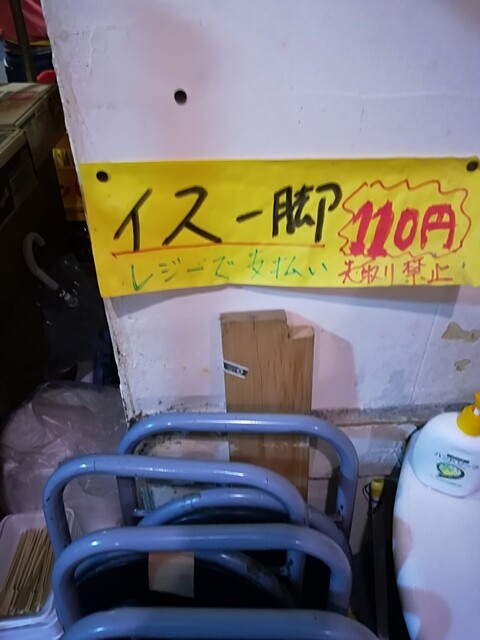 イス一脚
110円
レジーで支払い
先取り禁止